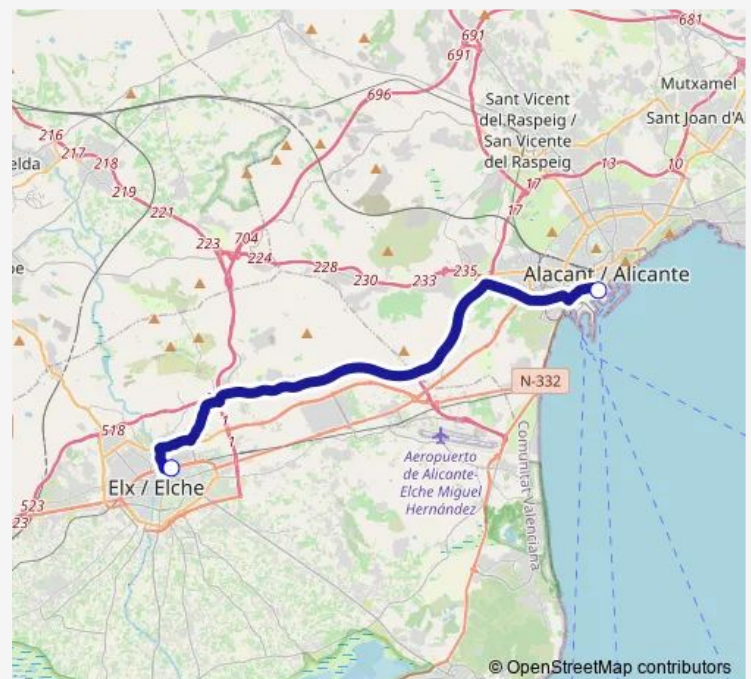 681
691
691
Mutxamel
696
Sant Vicent
del Raspeig /
San Vicente
del Raspeig
Sant Joan d'A
216
217
218
elda
219
13
10
17
17
221
223
704
224
228
230
233
235
Alacant / Alicante
N-332
518
1
1
Comunitat Valenciana
Aeropuerto
de Alicante-
Elche Miguel
Hernández
Elx / Elche
523
23
© OpenStreetMap contributors